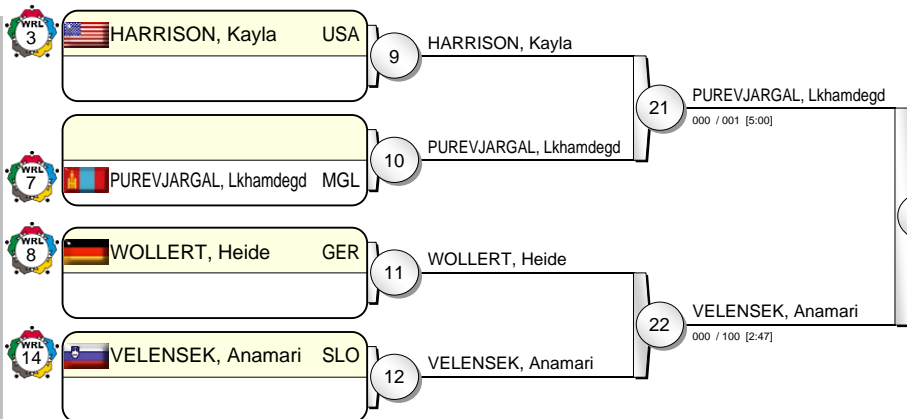 WRL
3
HARRISON, Kayla USA
9
HARRISON, Kayla
21
PUREVJARGAL, Lkhamdegd
000 / 001 [5:00]
10
PUREVJARGAL, Lkhamdegd
WRL
7
PUREVJARGAL, Lkhamdegd MGL
WRL
8
WOLLERT, Heide GER
11
WOLLERT, Heide
22
VELENSEK, Anamari
000 / 100 [2:47]
WRL
14
VELENSEK, Anamari SLO
12
VELENSEK, Anamari